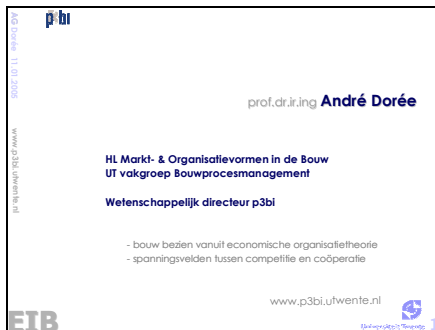 p3bi
AG Dorée 11 01 2005
www.p3bi.utwente.nl
prof.dr.ir.ing André Dorée
HL Markt- & Organisatievormen in de Bouw
UT vakgroep Bouwprocesmanagement
Wetenschappelijk directeur p3bi
- bouw bezien vanuit economische organisatietheorie
- spanningsvelden tussen competitie en coöperatie
www.p3bi.utwente.nl
EIB
Universiteit Twente
1